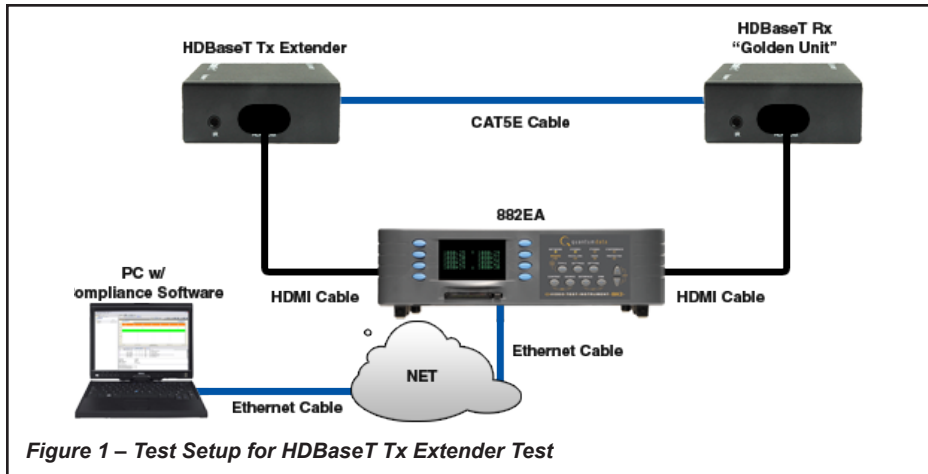 HDBaseT Tx Extender
HDBaseT Rx
“Golden Unit”
CAT5E Cable
882EA
quantumdata
PC w/
ompliance Software
HDMI Cable
HDMI Cable
NET
Ethernet Cable
Ethernet Cable
Figure 1 – Test Setup for HDBaseT Tx Extender Test